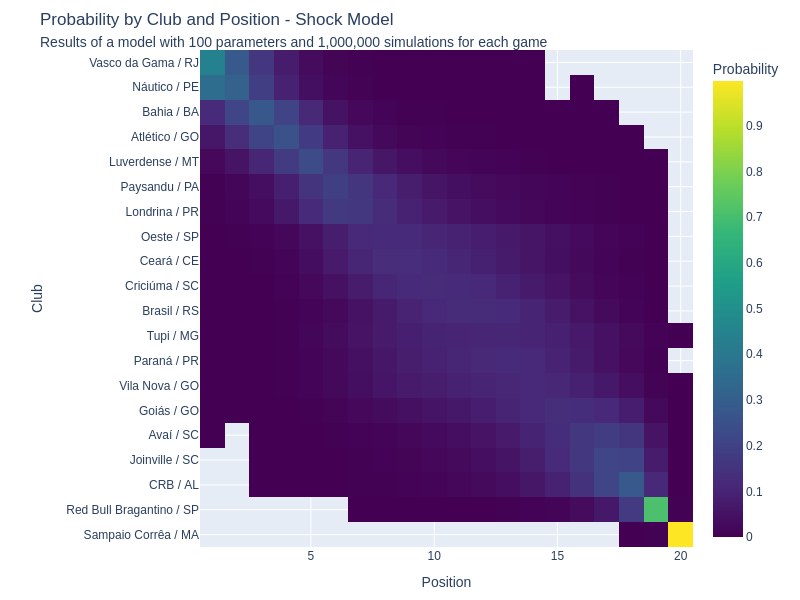 Probability by Club and Position - Shock Model
Results of a model with 100 parameters and 1,000,000 simulations for each game
Probability
Vasco da Gama / RJ
Náutico / PE
Bahia / BA
Atlético / GO
Luverdense / MT
Paysandu / PA
Londrina / PR
Oeste / SP
Ceará / CE
Criciúma / SC
Brasil / RS
Tupi / MG
Paraná / PR
Vila Nova / GO
Goiás / GO
Avaí / SC
Joinville / SC
CRB / AL
Red Bull Bragantino / SP
Sampaio Corrêa / MA
Club
5
10
15
20
Position
0.9
0.8
0.7
0.6
0.5
0.4
0.3
0.2
0.1
0